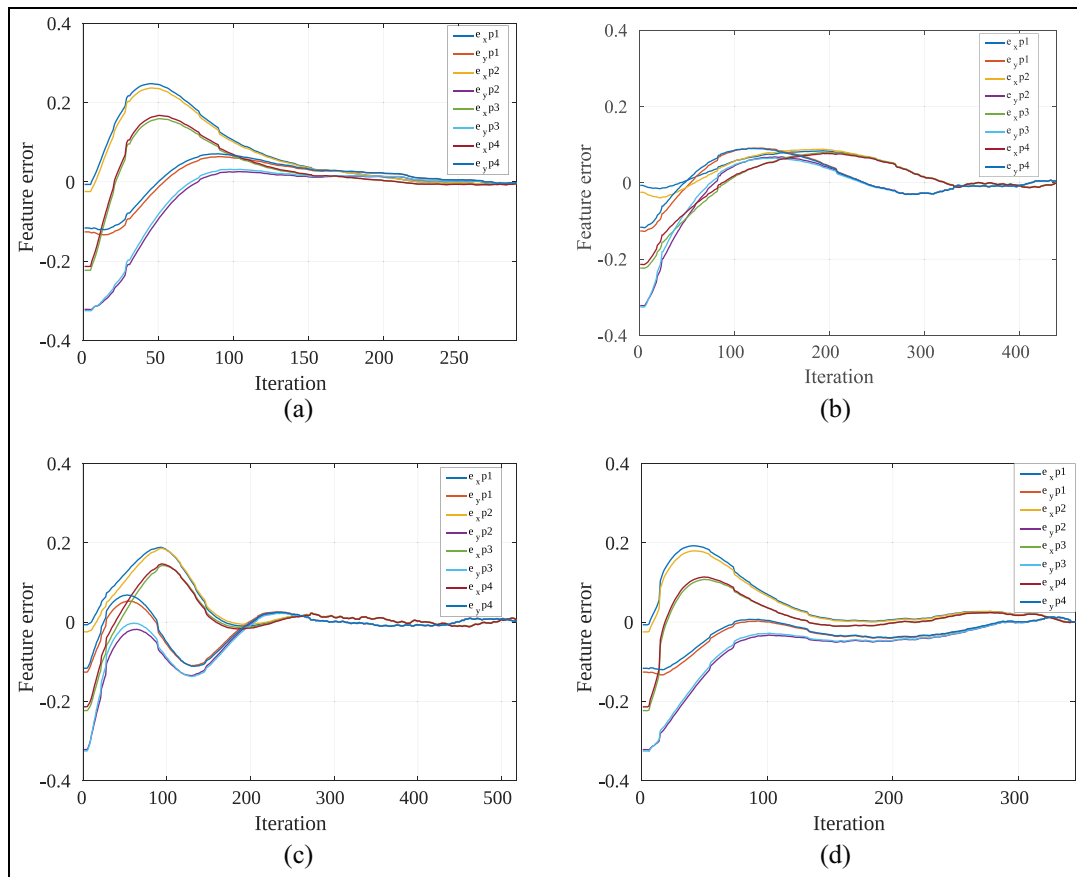 0.4
0.2
0
-0.2
-0.4
Feature error
0 50 100 150 200 250
Iteration
e_x p1
e_y p1
e_x p2
e_y p2
e_x p3
e_y p3
e_x p4
e_y p4
(a)
0.4
0.2
0
-0.2
-0.4
Feature error
0 100 200 300 400
Iteration
e_x p1
e_y p1
e_x p2
e_y p2
e_x p3
e_y p3
e_x p4
e_y p4
(b)
0.4
0.2
0
-0.2
-0.4
Feature error
0 100 200 300 400 500
Iteration
e_x p1
e_y p1
e_x p2
e_y p2
e_x p3
e_y p3
e_x p4
e_y p4
(c)
0.4
0.2
0
-0.2
-0.4
Feature error
0 100 200 300
Iteration
e_x p1
e_y p1
e_x p2
e_y p2
e_x p3
e_y p3
e_x p4
e_y p4
(d)